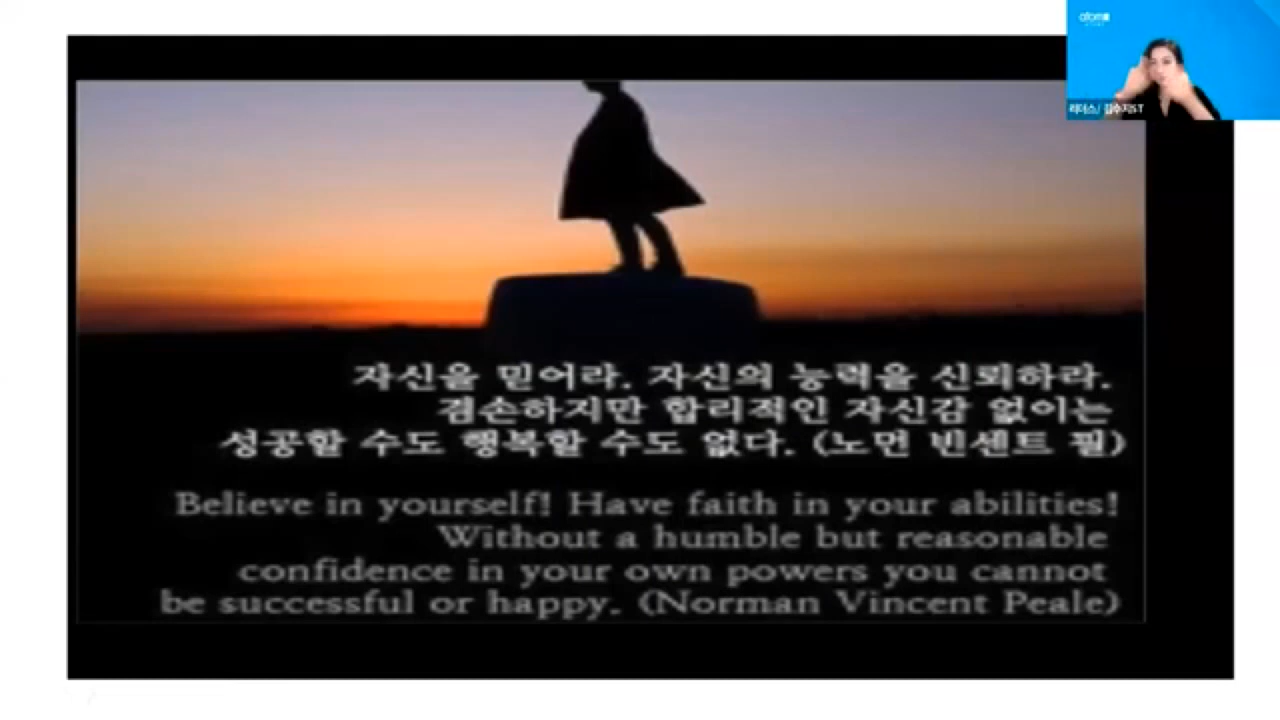 자신을 믿어라. 자신의 능력을 신뢰하라.
겸손하지만 합리적인 자신감 없이는
성공할 수도 행복할 수도 없다. (노먼 빈센트 필)
Believe in yourself! Have faith in your abilities!
Without a humble but reasonable
confidence in your own powers you cannot
be successful or happy. (Norman Vincent Peale)